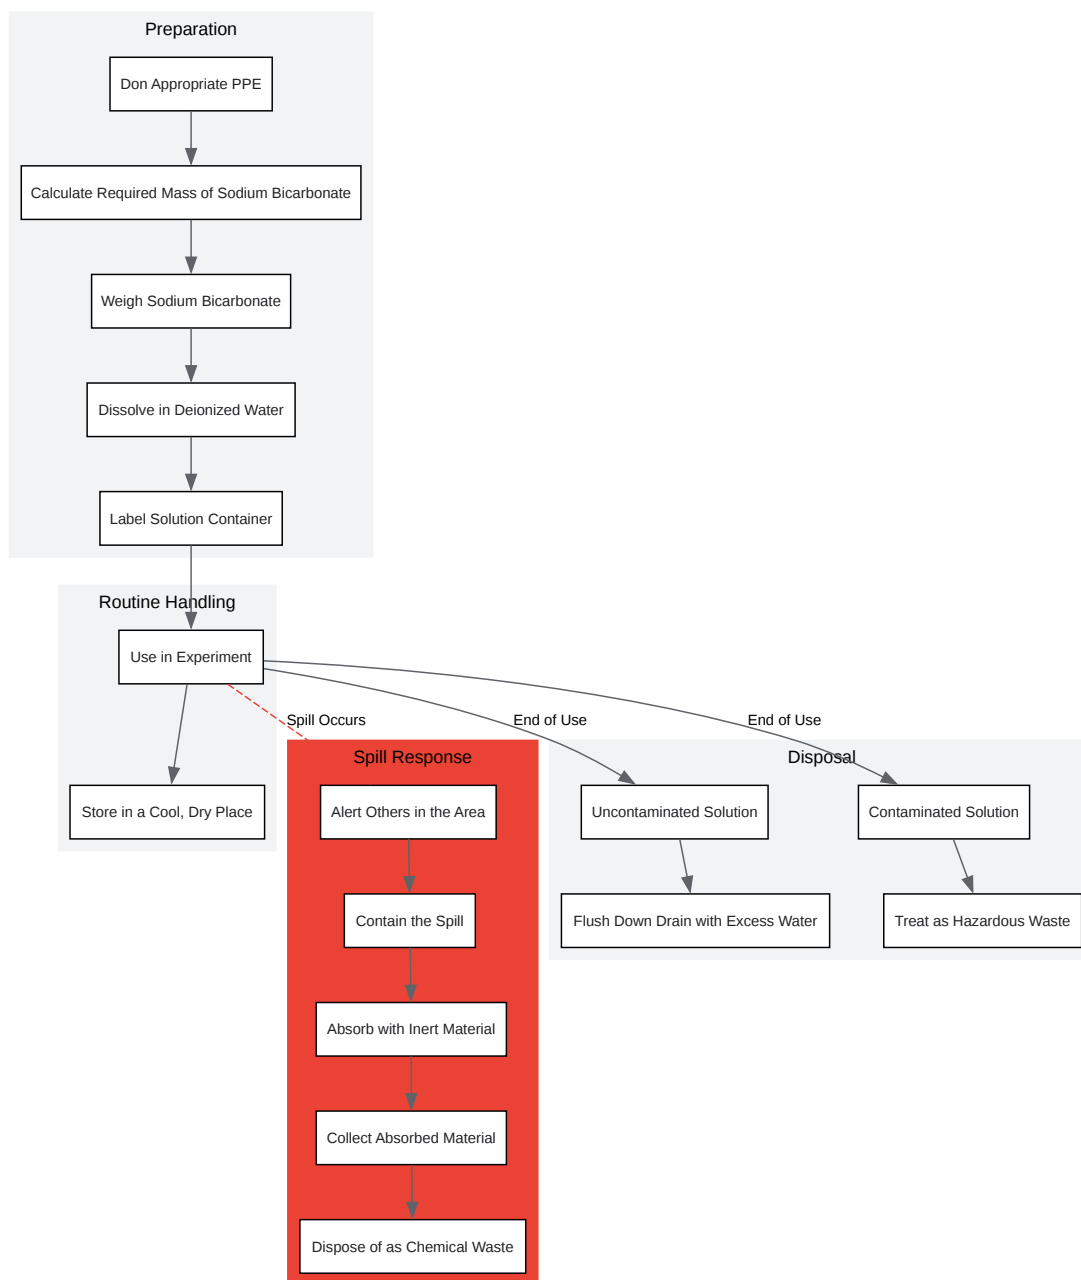 Preparation
Don Appropriate PPE
Calculate Required Mass of Sodium Bicarbonate
Weigh Sodium Bicarbonate
Dissolve in Deionized Water
Label Solution Container
Routine Handling
Use in Experiment
Store in a Cool, Dry Place
Spill Occurs
End of Use
End of Use
Spill Response
Alert Others in the Area
Contain the Spill
Absorb with Inert Material
Collect Absorbed Material
Dispose of as Chemical Waste
Disposal
Uncontaminated Solution
Contaminated Solution
Flush Down Drain with Excess Water
Treat as Hazardous Waste